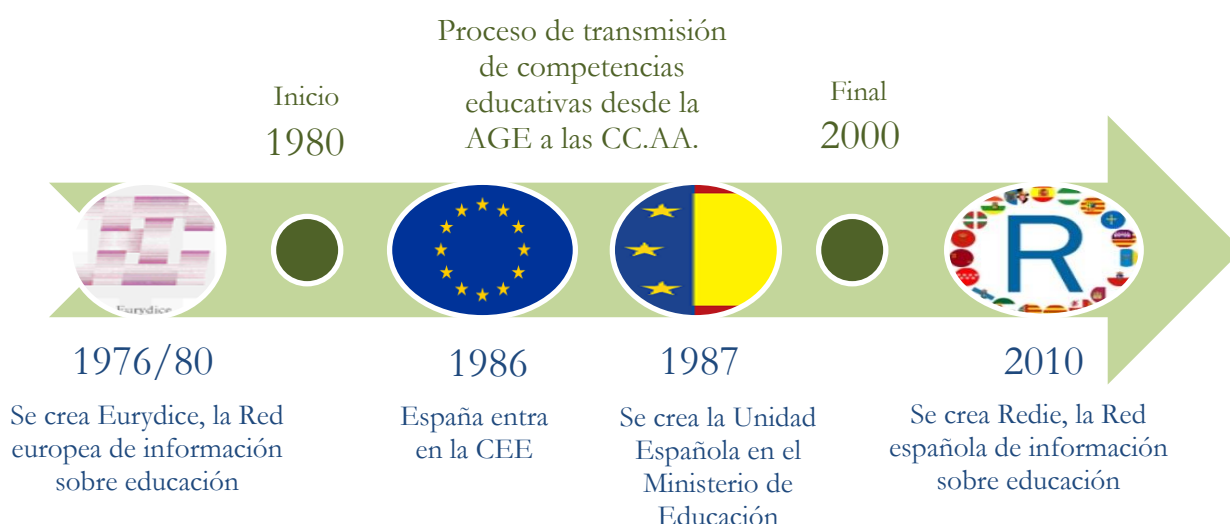 Proceso de transmisión
de competencias
educativas desde la
AGE a las CC.AA.
Inicio
1980
Final
2000
Eurydice
R
1976/80
Se crea Eurydice, la Red
europea de información
sobre educación
1986
España entra
en la CEE
1987
Se crea la Unidad
Española en el
Ministerio de
Educación
2010
Se crea Redie, la Red
española de información
sobre educación